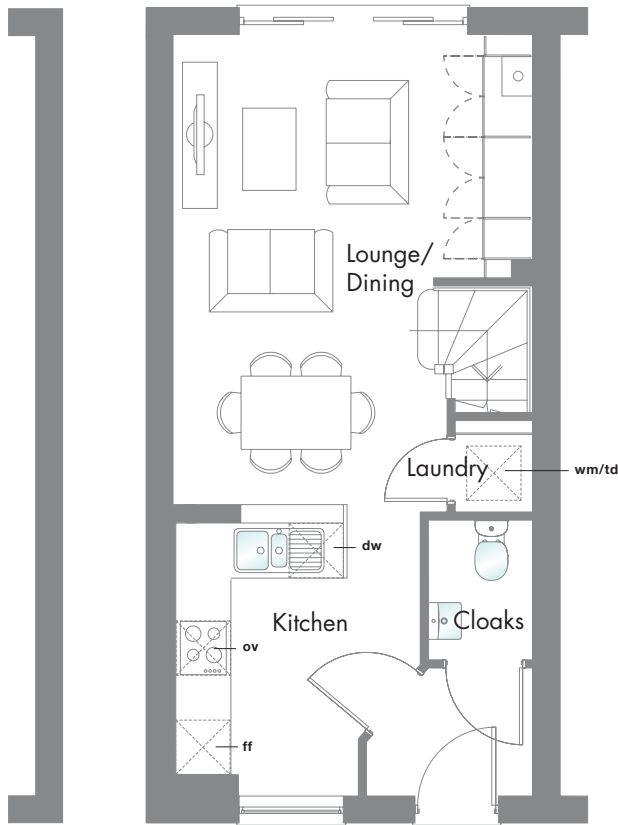 Lounge/
Dining
Laundry
wm/td
dw
Kitchen
Cloaks
ov
ff